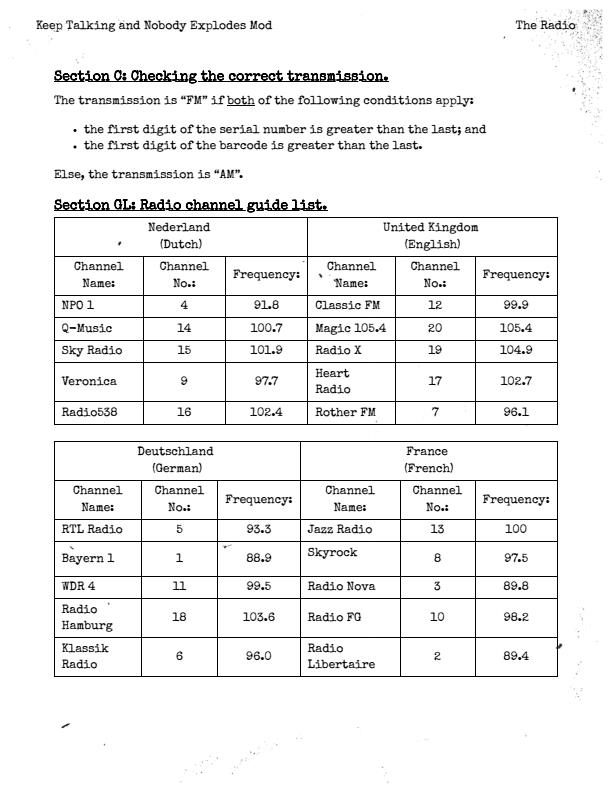 Keep Talking and Nobody Explodes Mod The Radio
Section C: Checking the correct transmission.
The transmission is “FM” if both of the following conditions apply:
• the first digit of the serial number is greater than the last; and
• the first digit of the barcode is greater than the last.
Else, the transmission is “AM”.
Section GL: Radio channel guide list.
Nederland United Kingdom
(Dutch) (English)
Channel Channel Frequency: Channel Channel Frequency:
Name: No.: Name: No.:
NPO 1 4 91.8 Classic FM 12 99.9
Q-Music 14 100.7 Magic 105.4 20 105.4
Sky Radio 15 101.9 Radio X 19 104.9
Veronica 9 97.7 Heart 17 102.7
Radio
Radio538 16 102.4 Rother FM 7 96.1
Deutschland France
(German) (French)
Channel Channel Frequency: Channel Channel Frequency:
Name: No.: Name: No.:
RTL Radio 5 93.3 Jazz Radio 13 100
Bayern 1 1 88.9 Skyrock 8 97.5
WDR 4 11 99.5 Radio Nova 3 89.8
Radio 18 103.6 Radio FG 10 98.2
Hamburg
Klassik 6 96.0 Radio 2 89.4
Radio Libertaire